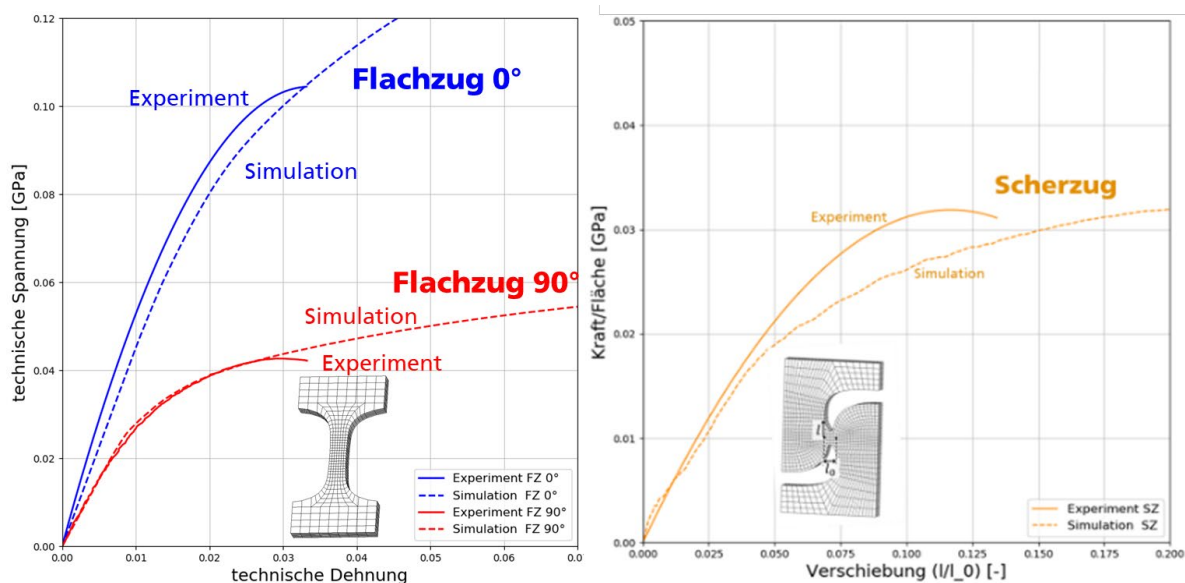 0.12
0.10
0.08
0.06
0.04
0.02
0.00
technische Spannung [GPa]
Flachzug 0°
Experiment
Simulation
Flachzug 90°
Simulation
Experiment
Experiment FZ 0°
Simulation FZ 0°
Experiment FZ 90°
Simulation FZ 90°
0.00 0.01 0.02 0.03 0.04 0.05 0.06 0.0
technische Dehnung
0.05
0.04
0.03
0.02
0.01
0.00
Kraft/Fläche [GPa]
Scherzug
Experiment
Simulation
l
l₀
Experiment SZ
Simulation SZ
0.000 0.025 0.050 0.075 0.100 0.125 0.150 0.175 0.200
Verschiebung (l/l_0) [-]